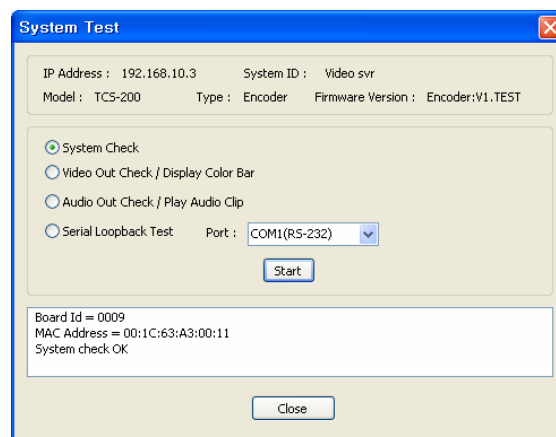 System Test
IP Address : 192.168.10.3 System ID : Video svr
Model : TCS-200 Type : Encoder Firmware Version : Encoder:V1.TEST
System Check
Video Out Check / Display Color Bar
Audio Out Check / Play Audio Clip
Serial Loopback Test Port : COM1(RS-232)
Start
Board Id = 0009
MAC Address = 00:1C:63:A3:00:11
System check OK
Close